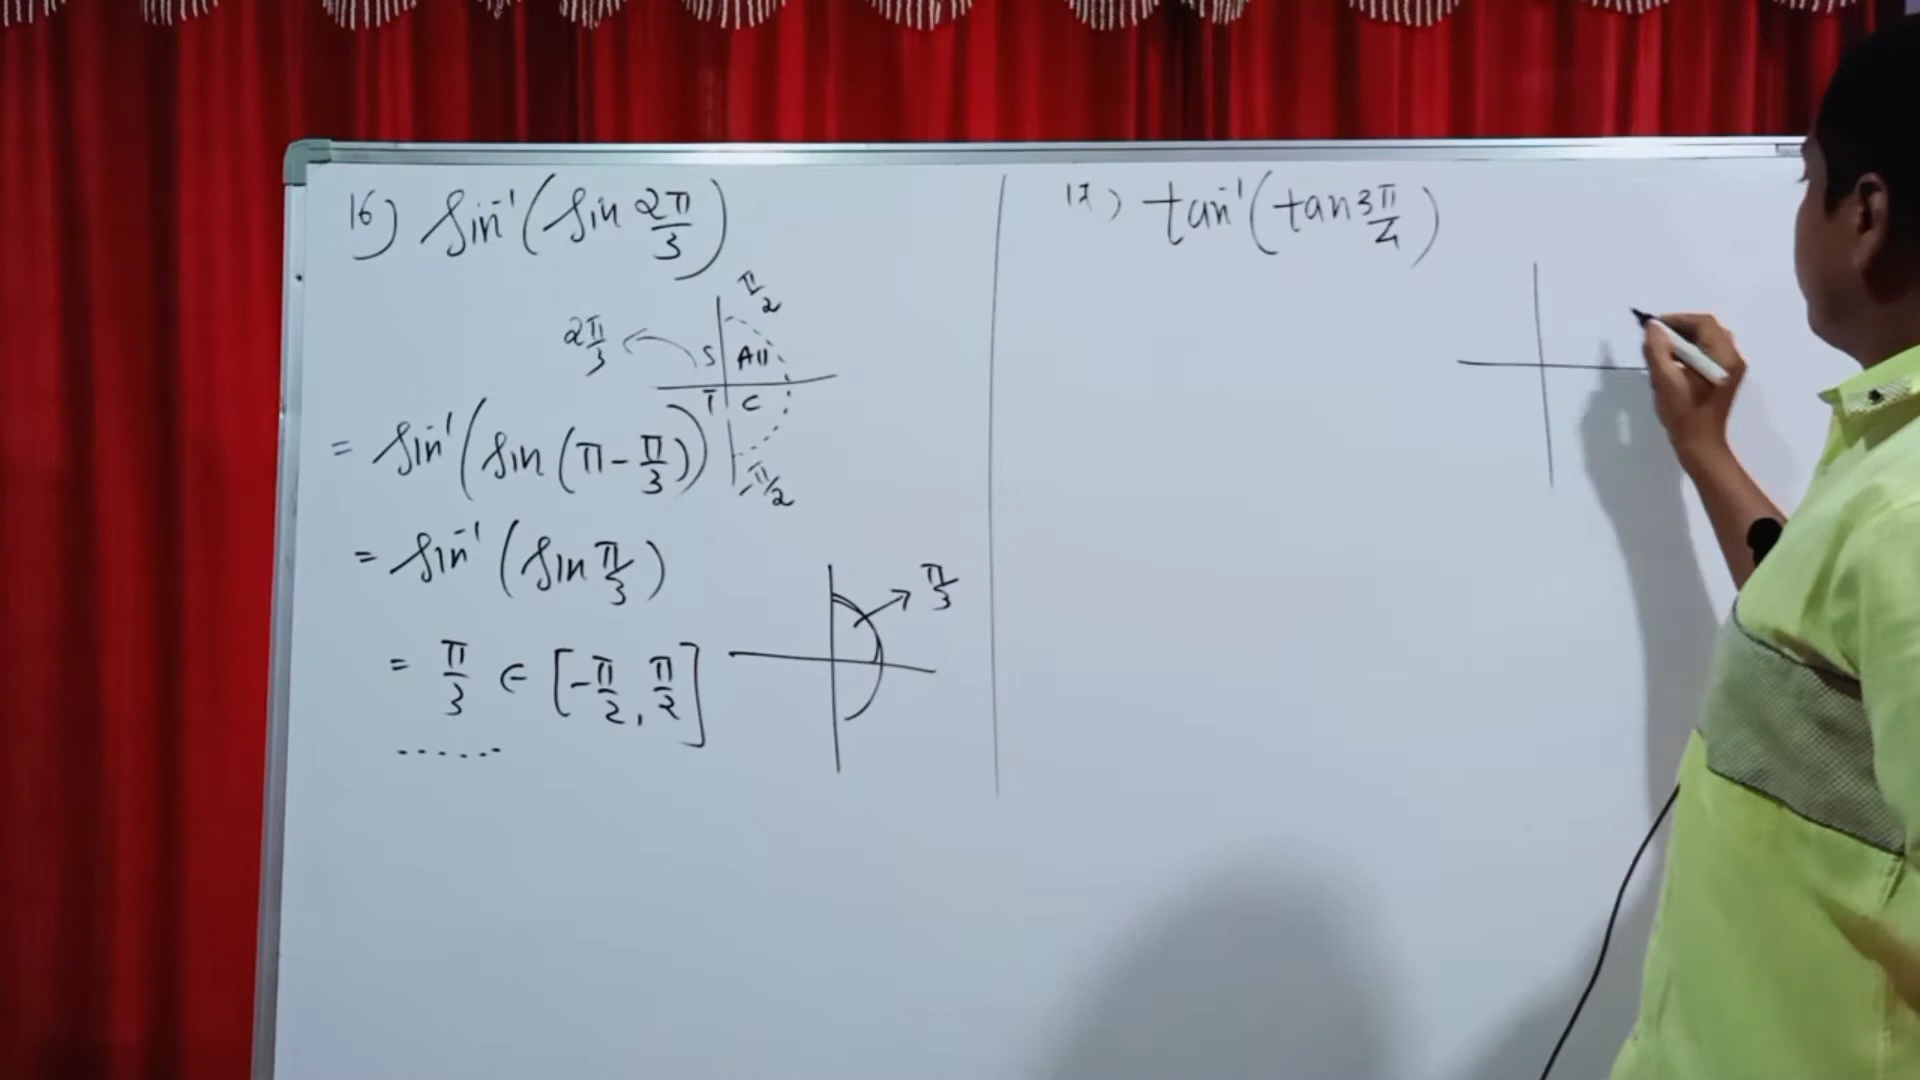 16) sin⁻¹(sin 2π/3)
π/2
2π/3
S All
T C
-π/2
= sin⁻¹(sin(π - π/3))
= sin⁻¹(sin π/3)
π/3
= π/3 ∈ [-π/2, π/2]
......
17) tan⁻¹(tan 3π/4)